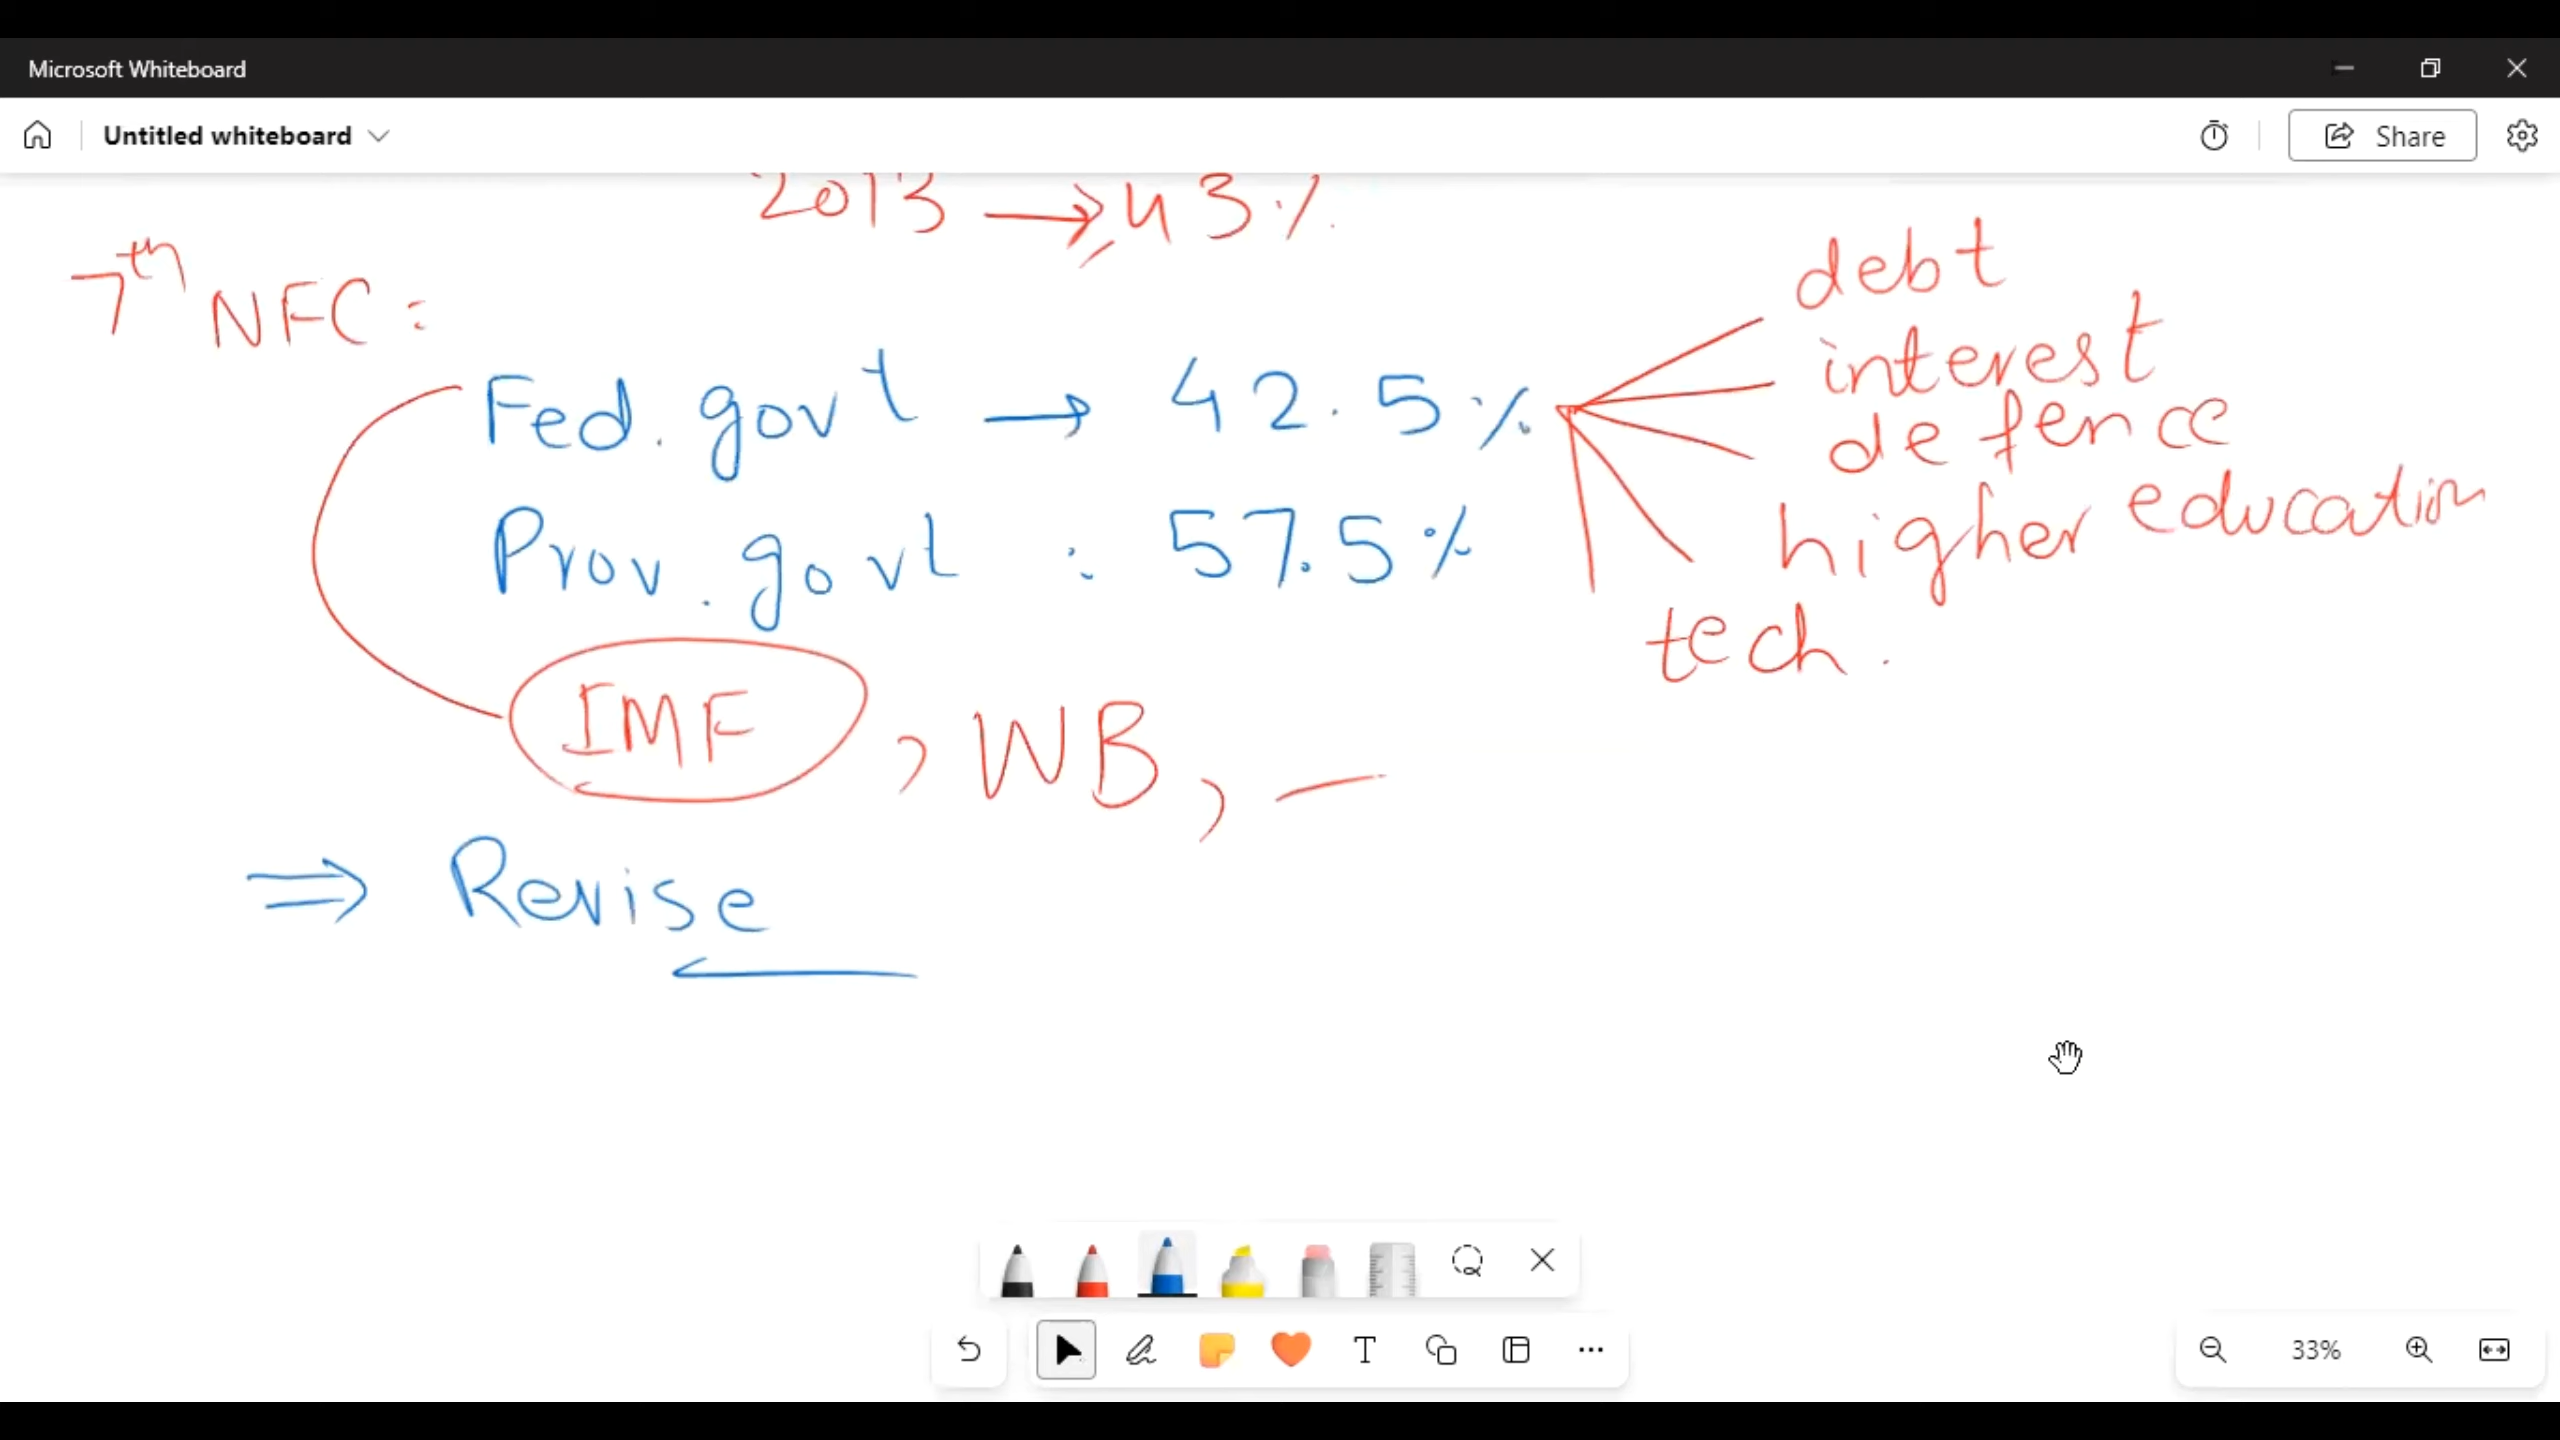 Microsoft Whiteboard
Untitled whiteboard
Share
2013 → 43%
7th NFC:
Fed. govt → 42.5%
Prov. govt : 57.5%
debt
interest
defence
higher education
tech.
IMF, WB, —
⇒ Revise
T
33%